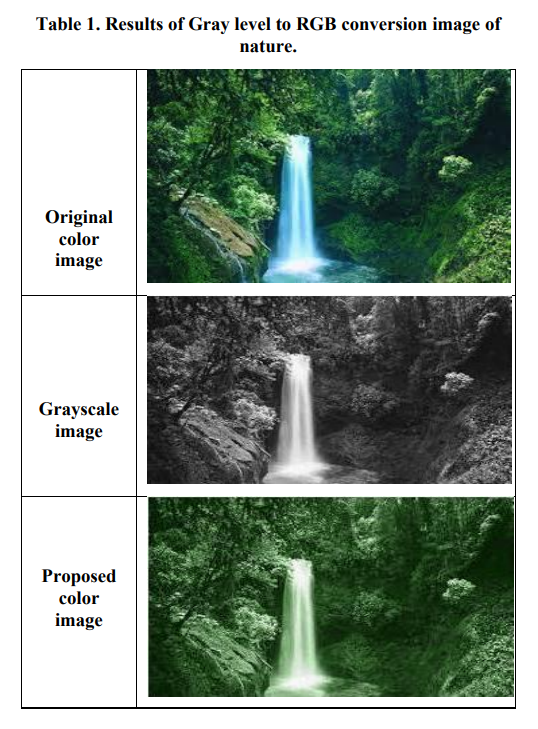 Table 1. Results of Gray level to RGB conversion image of
nature.
Original
color
image
Grayscale
image
Proposed
color
image